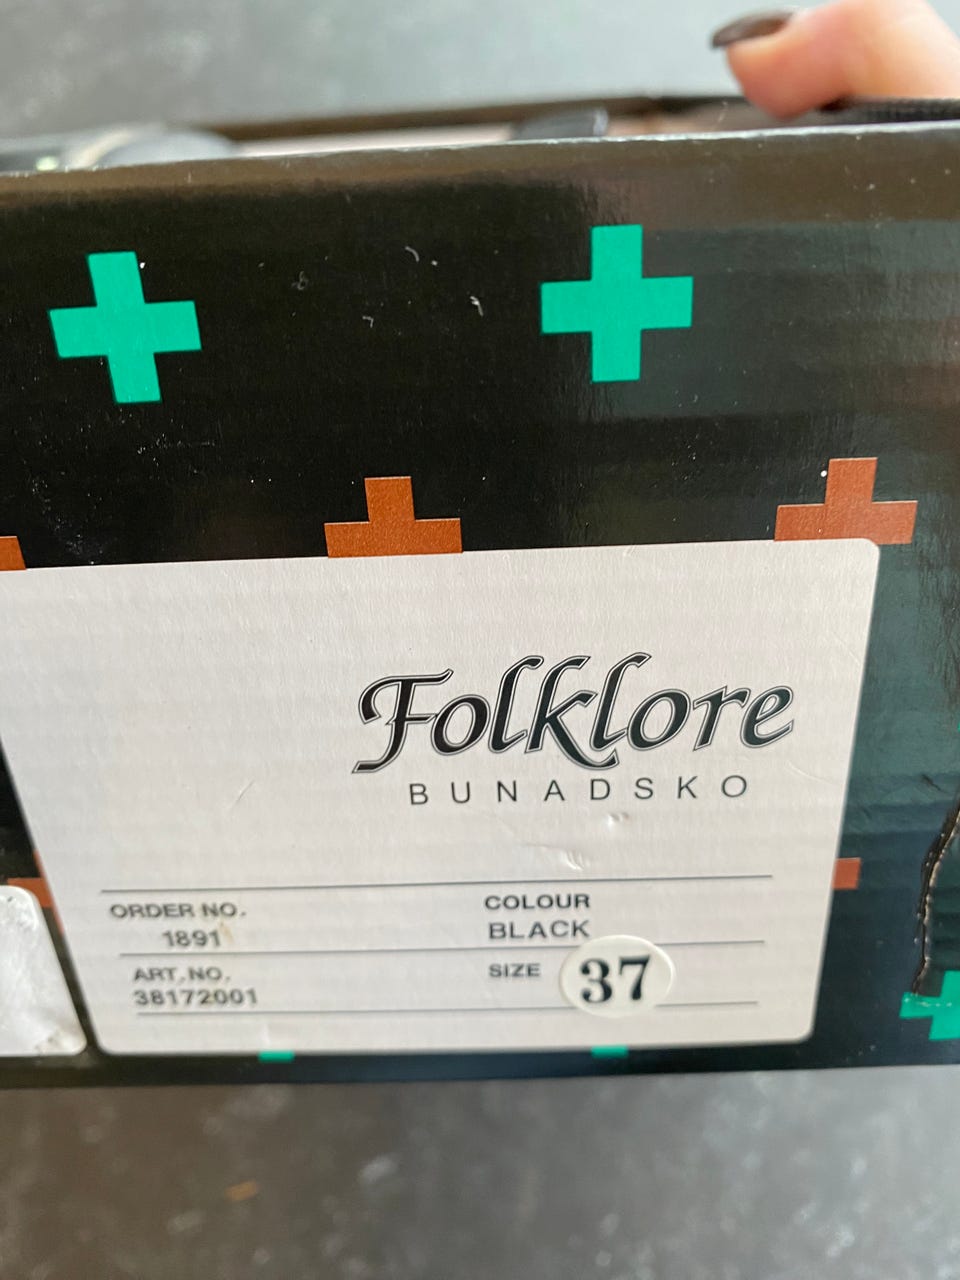 Folklore
BUNADSKO
ORDER NO.
1891
COLOUR
BLACK
ART. NO.
38172001
SIZE
37